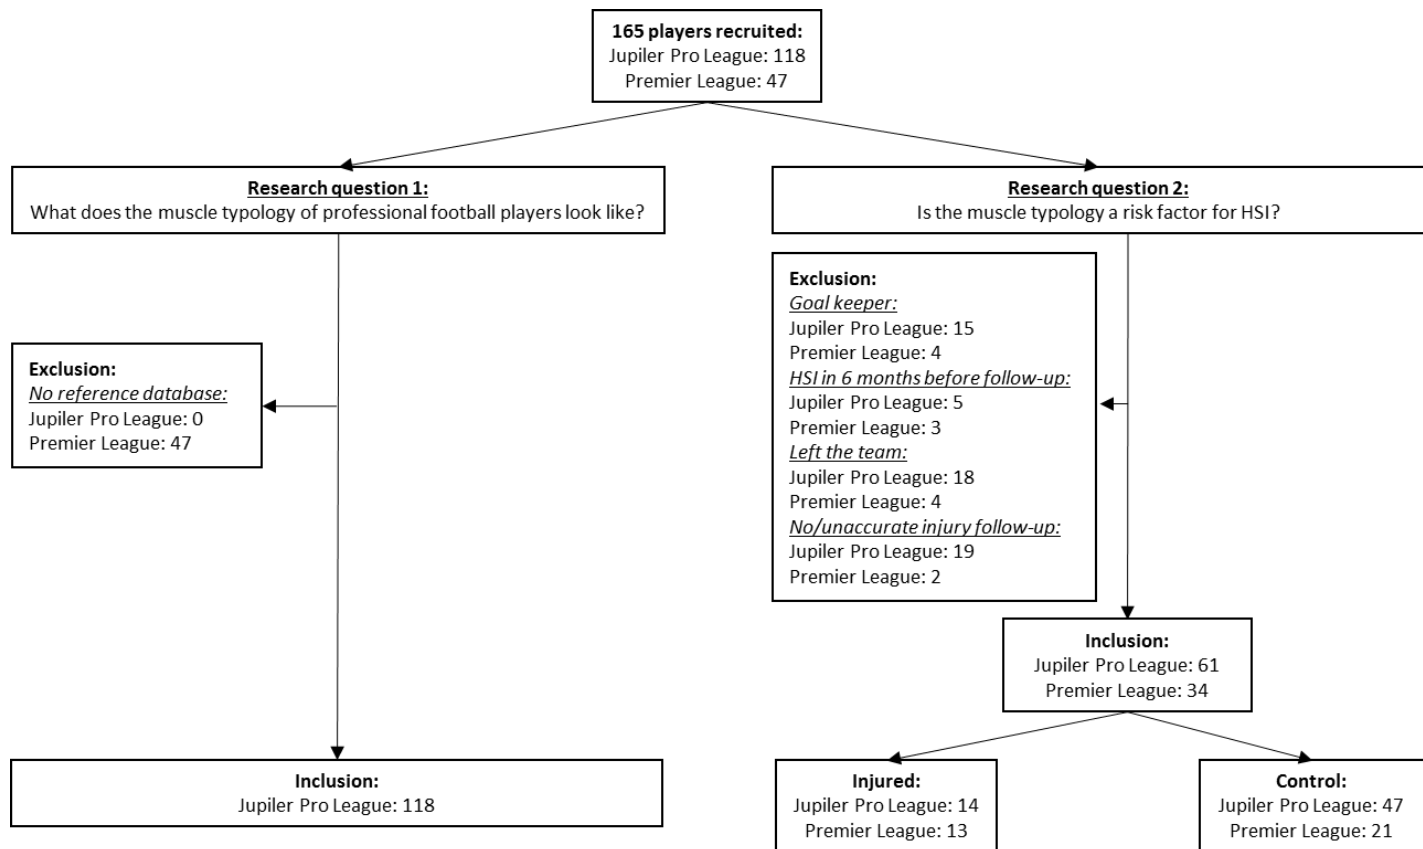 165 players recruited:
Jupiler Pro League: 118
Premier League: 47
Research question 1:
What does the muscle typology of professional football players look like?
Research question 2:
Is the muscle typology a risk factor for HSI?
Exclusion:
No reference database:
Jupiler Pro League: 0
Premier League: 47
Exclusion:
Goal keeper:
Jupiler Pro League: 15
Premier League: 4
HSI in 6 months before follow-up:
Jupiler Pro League: 5
Premier League: 3
Left the team:
Jupiler Pro League: 18
Premier League: 4
No/unaccurate injury follow-up:
Jupiler Pro League: 19
Premier League: 2
Inclusion:
Jupiler Pro League: 61
Premier League: 34
Inclusion:
Jupiler Pro League: 118
Injured:
Jupiler Pro League: 14
Premier League: 13
Control:
Jupiler Pro League: 47
Premier League: 21